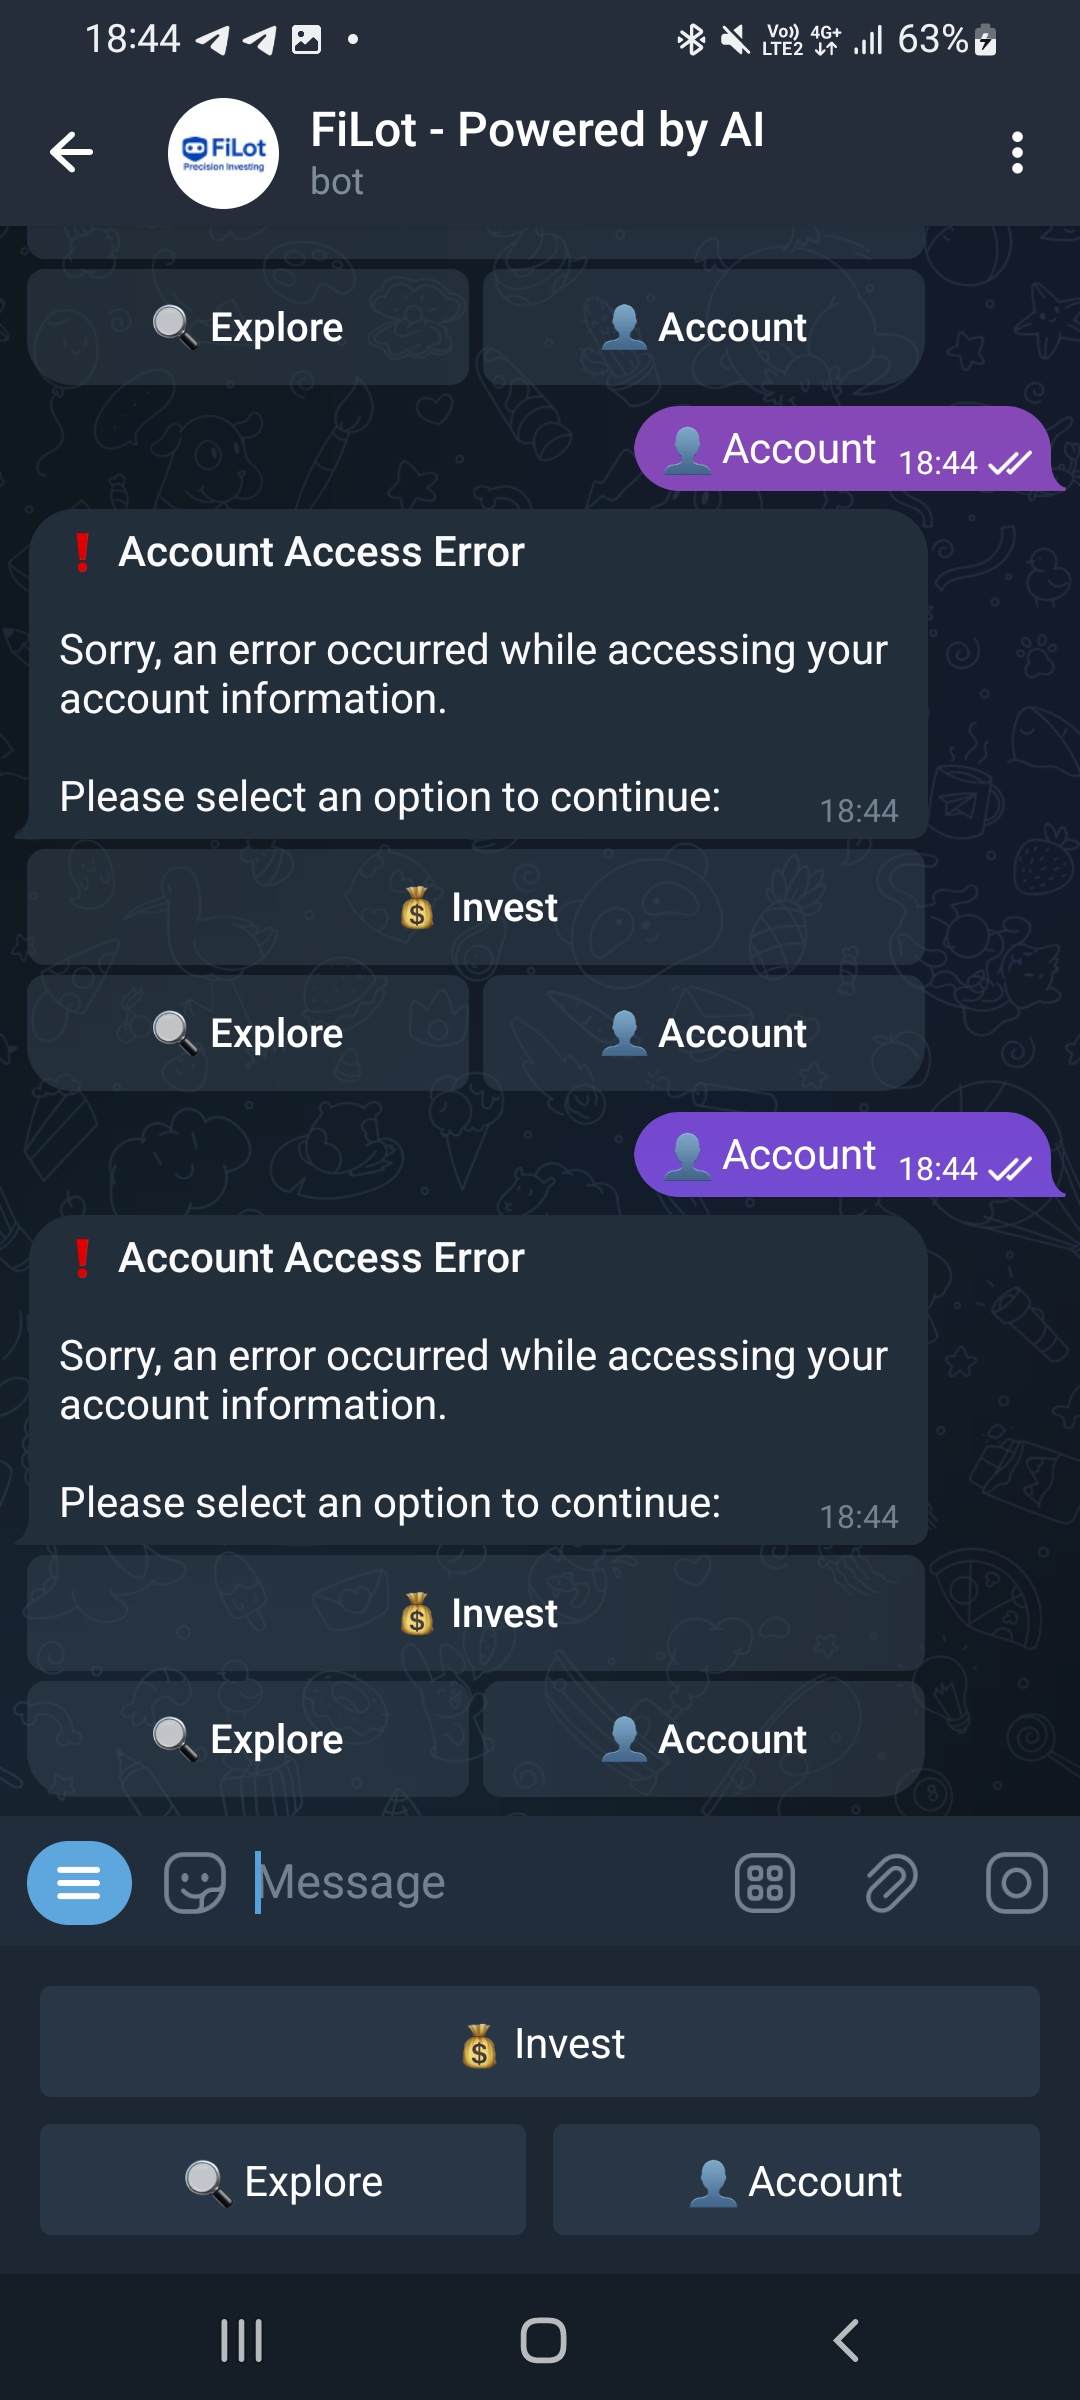 18:44
Vo)) LTE2 4G+ 63%
FiLot
Precision Investing
FiLot - Powered by AI
bot
🔍 Explore
👤 Account
👤 Account 18:44
❗ Account Access Error
Sorry, an error occurred while accessing your
account information.
Please select an option to continue:
18:44
💰 Invest
🔍 Explore
👤 Account
👤 Account 18:44
❗ Account Access Error
Sorry, an error occurred while accessing your
account information.
Please select an option to continue:
18:44
💰 Invest
🔍 Explore
👤 Account
Message
💰 Invest
🔍 Explore
👤 Account